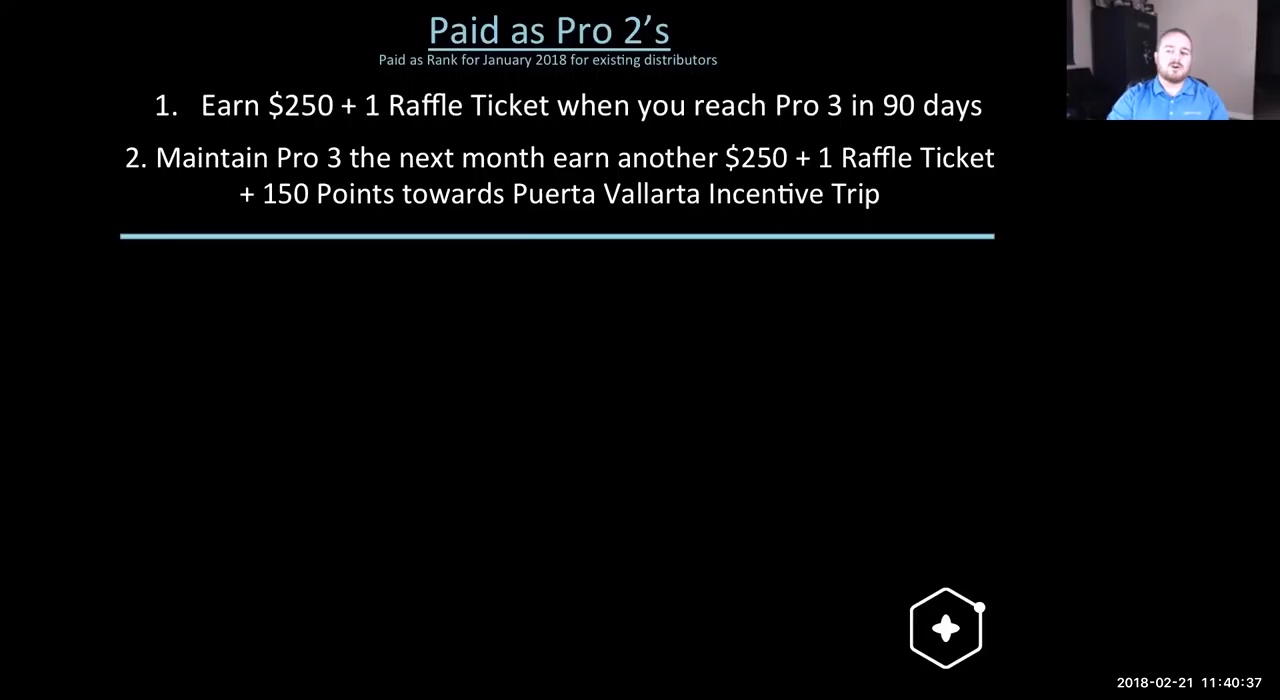 Paid as Pro 2’s
Paid as Rank for January 2018 for existing distributors
1. Earn $250 + 1 Raffle Ticket when you reach Pro 3 in 90 days
2. Maintain Pro 3 the next month earn another $250 + 1 Raffle Ticket
+ 150 Points towards Puerta Vallarta Incentive Trip
2018-02-21 11:40:37